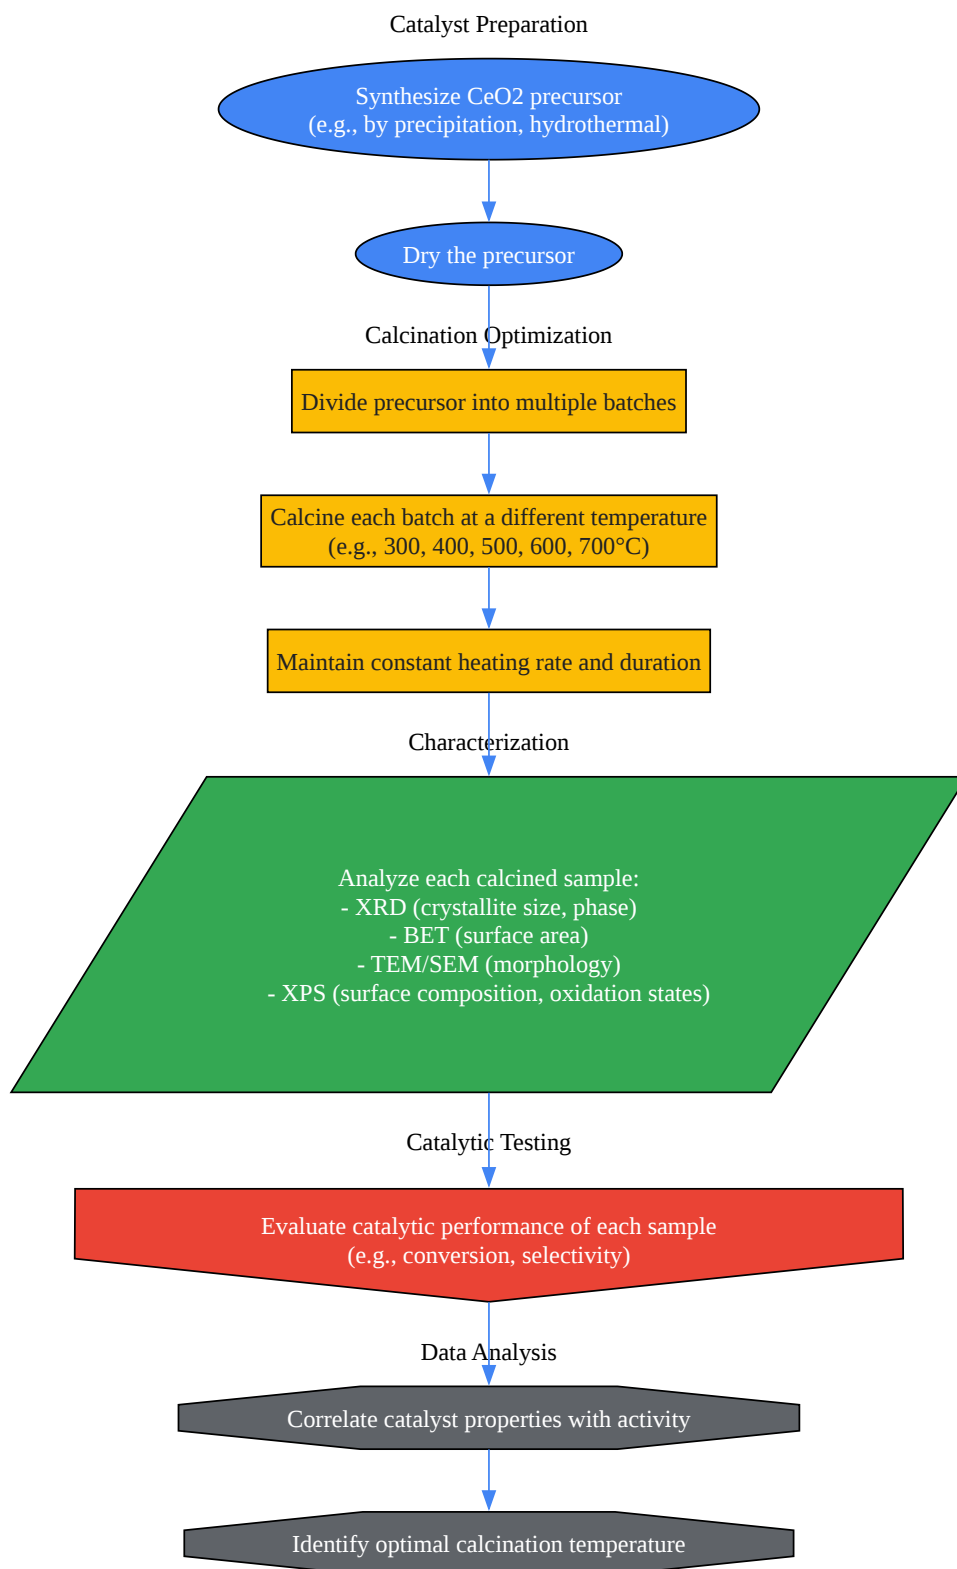 Catalyst Preparation
Synthesize CeO2 precursor
(e.g., by precipitation, hydrothermal)
Dry the precursor
Calcination Optimization
Divide precursor into multiple batches
Calcine each batch at a different temperature
(e.g., 300, 400, 500, 600, 700°C)
Maintain constant heating rate and duration
Characterization
Analyze each calcined sample:
- XRD (crystallite size, phase)
- BET (surface area)
- TEM/SEM (morphology)
- XPS (surface composition, oxidation states)
Catalytic Testing
Evaluate catalytic performance of each sample
(e.g., conversion, selectivity)
Data Analysis
Correlate catalyst properties with activity
Identify optimal calcination temperature